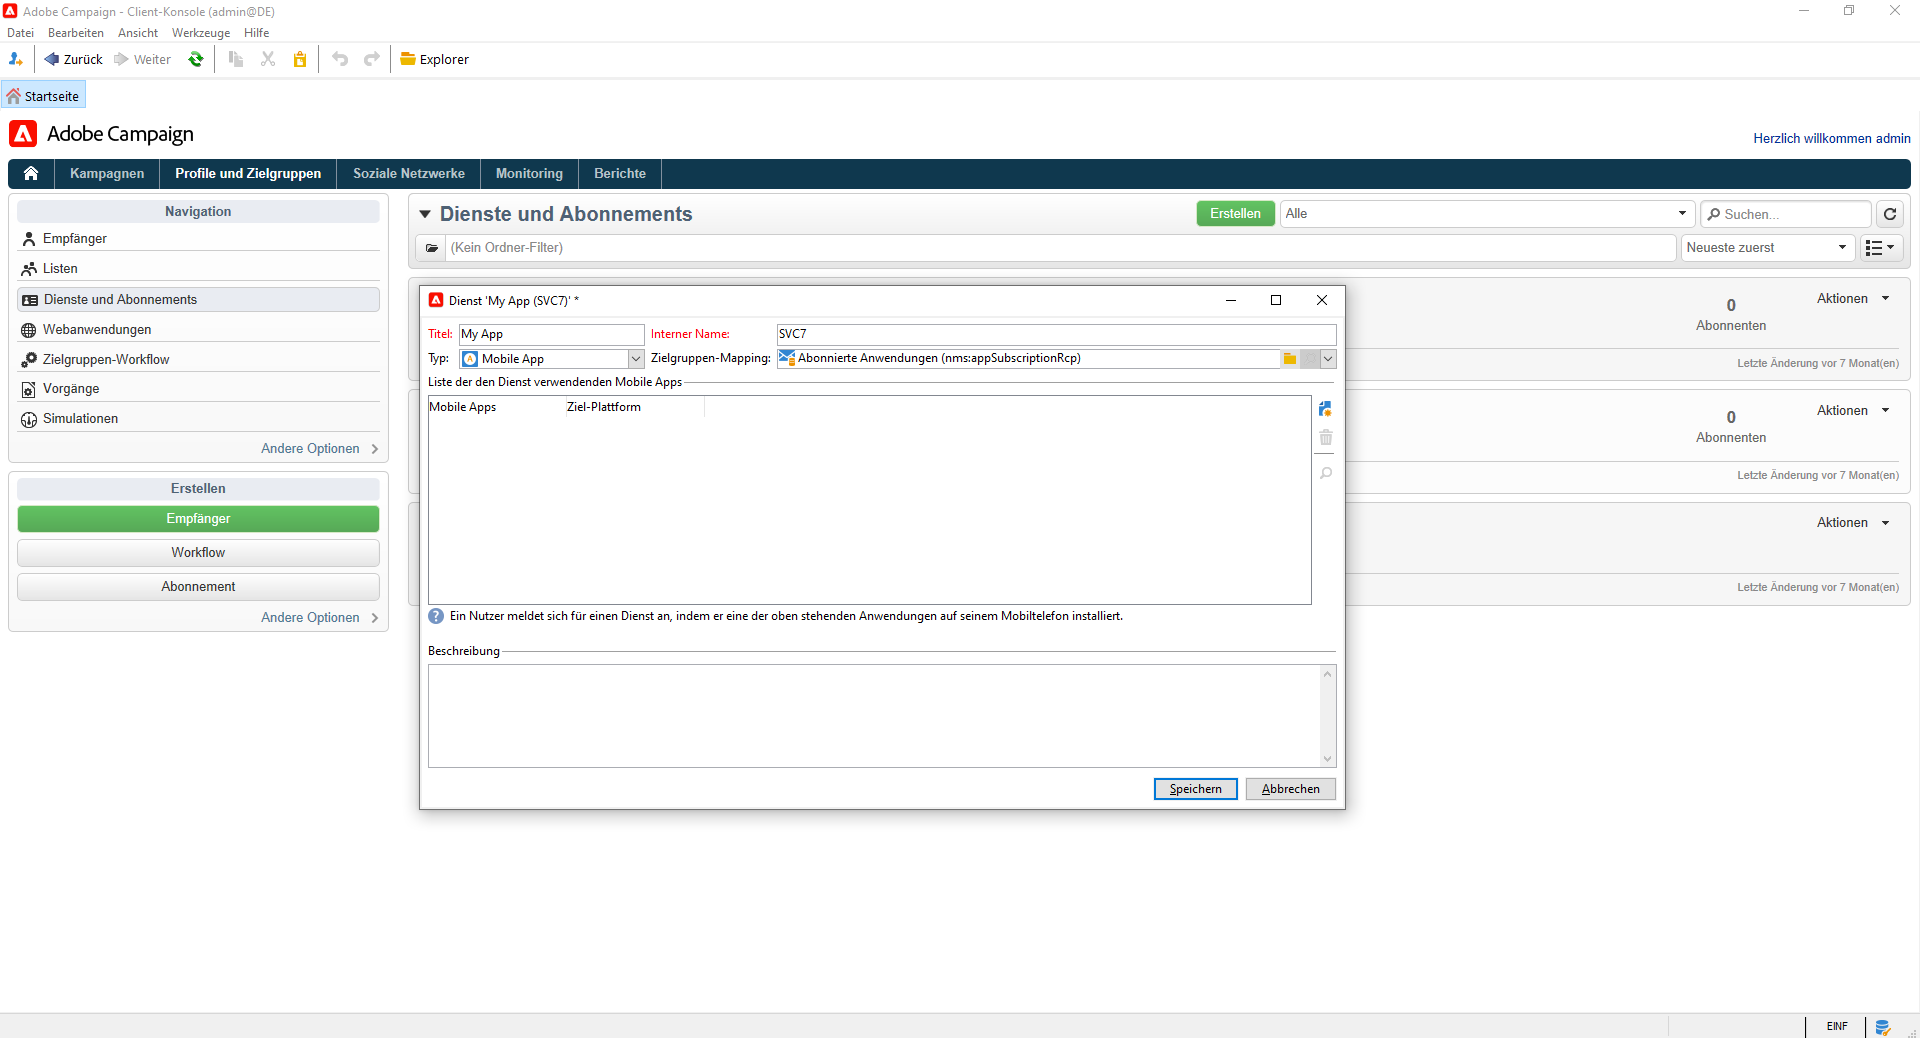 Adobe Campaign - Client-Konsole (admin@DE)
Datei Bearbeiten Ansicht Werkzeuge Hilfe
Zurück Weiter Explorer
Startseite
Adobe Campaign
Herzlich willkommen admin
Kampagnen Profile und Zielgruppen Soziale Netzwerke Monitoring Berichte
Navigation
Empfänger
Listen
Dienste und Abonnements
Webanwendungen
Zielgruppen-Workflow
Vorgänge
Simulationen
Andere Optionen
Erstellen
Empfänger
Workflow
Abonnement
Andere Optionen
Dienste und Abonnements
Erstellen Alle Suchen...
(Kein Ordner-Filter) Neueste zuerst
0 Aktionen
Abonnenten
Letzte Änderung vor 7 Monat(en)
0 Aktionen
Abonnenten
Letzte Änderung vor 7 Monat(en)
Aktionen
Letzte Änderung vor 7 Monat(en)
Dienst 'My App (SVC7)' *
Titel: My App Interner Name: SVC7
Typ: Mobile App Zielgruppen-Mapping: Abonnierte Anwendungen (nms:appSubscriptionRcp)
Liste der den Dienst verwendenden Mobile Apps
Mobile Apps Ziel-Plattform
Ein Nutzer meldet sich für einen Dienst an, indem er eine der oben stehenden Anwendungen auf seinem Mobiltelefon installiert.
Beschreibung
Speichern Abbrechen
EINF